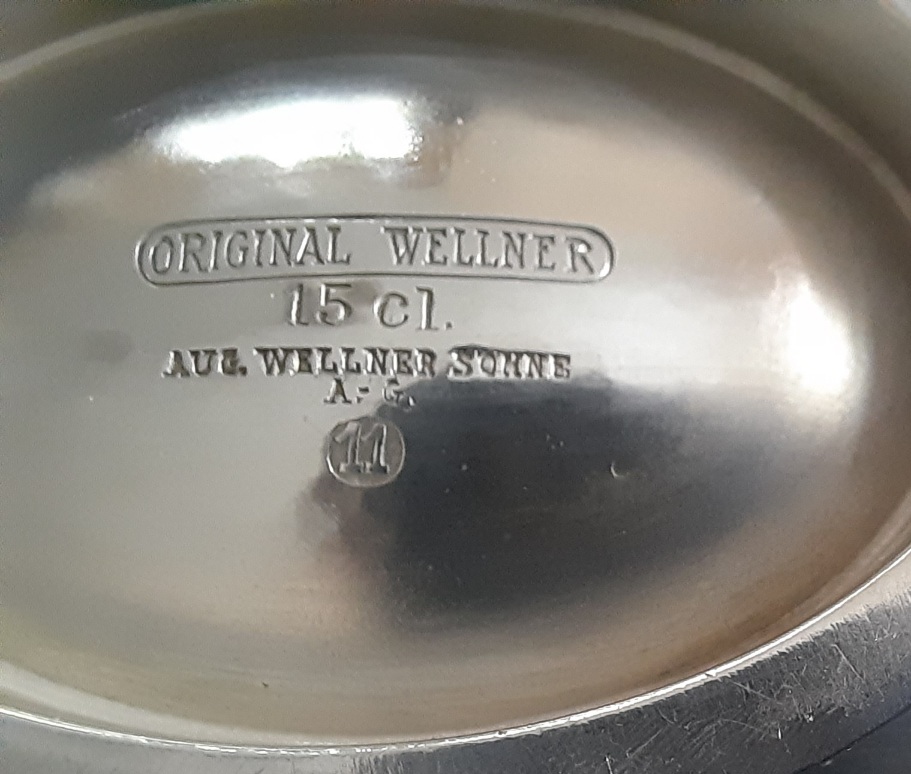 ORIGINAL WELLNER
15 cl.
AUG. WELLNER SÖHNE
A.-G.
11